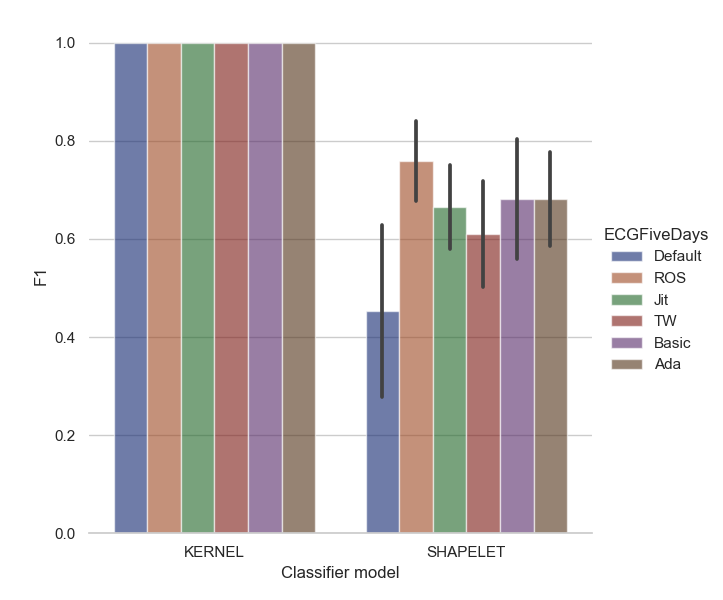 1.0
0.8
0.6
0.4
0.2
0.0
F1
KERNEL
SHAPELET
Classifier model
ECGFiveDays
Default
ROS
Jit
TW
Basic
Ada